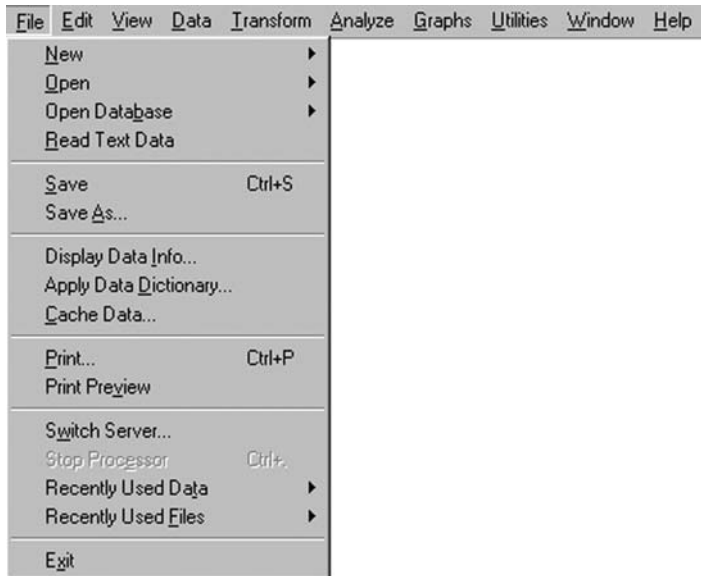 File Edit View Data Transform Analyze Graphs Utilities Window Help
New
Open
Open Database
Read Text Data
Save Ctrl+S
Save As...
Display Data Info...
Apply Data Dictionary...
Cache Data...
Print... Ctrl+P
Print Preview
Switch Server...
Stop Processor Ctrl+.
Recently Used Data
Recently Used Files
Exit